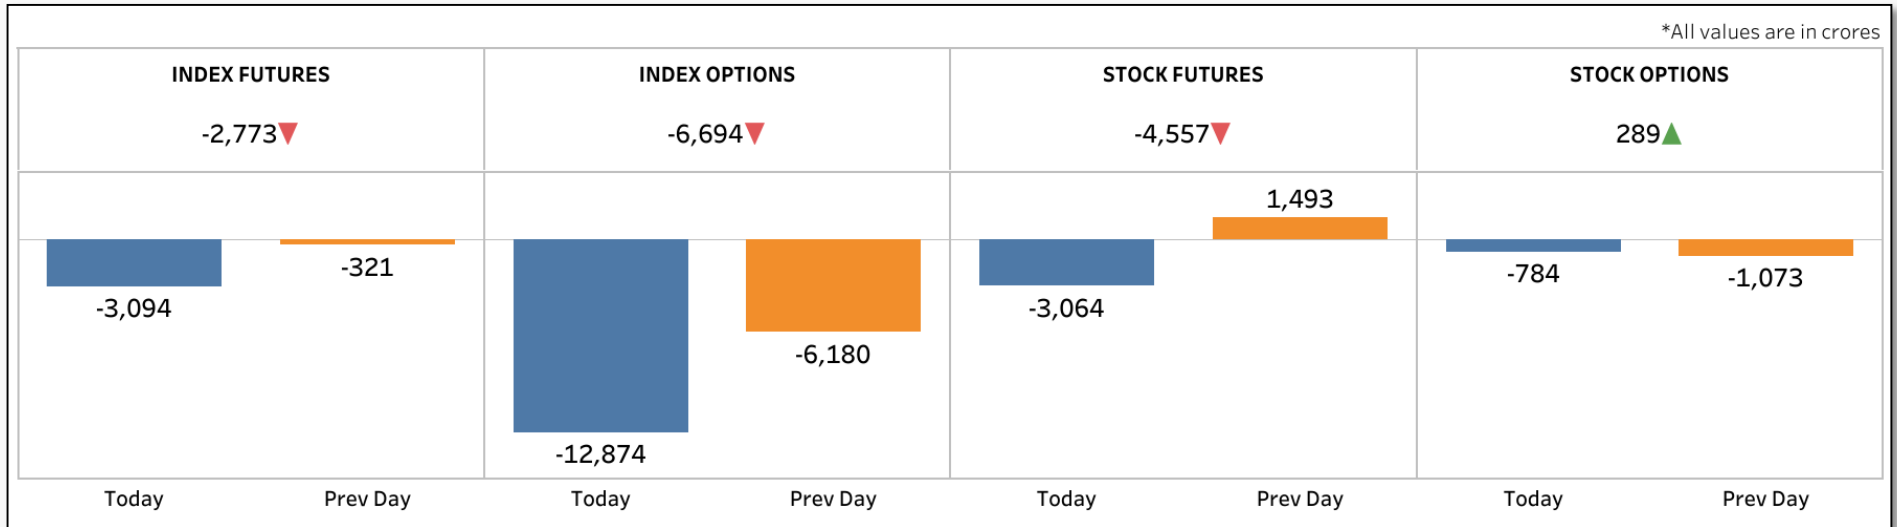 *All values are in crores
INDEX FUTURES
-2,773▼
INDEX OPTIONS
-6,694▼
STOCK FUTURES
-4,557▼
STOCK OPTIONS
289▲
-3,094
-321
-12,874
-6,180
-3,064
1,493
-784
-1,073
Today
Prev Day
Today
Prev Day
Today
Prev Day
Today
Prev Day